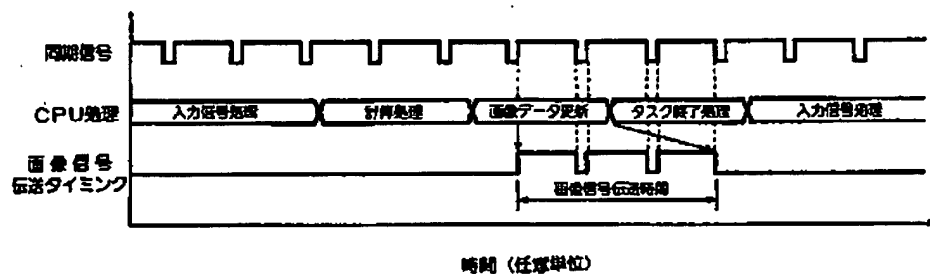 同期信号
CPU処理
入力信号処理
計算処理
画像データ更新
タスク終了処理
入力信号処理
画像信号
伝送タイミング
画像信号伝送時間
時間（任意単位）